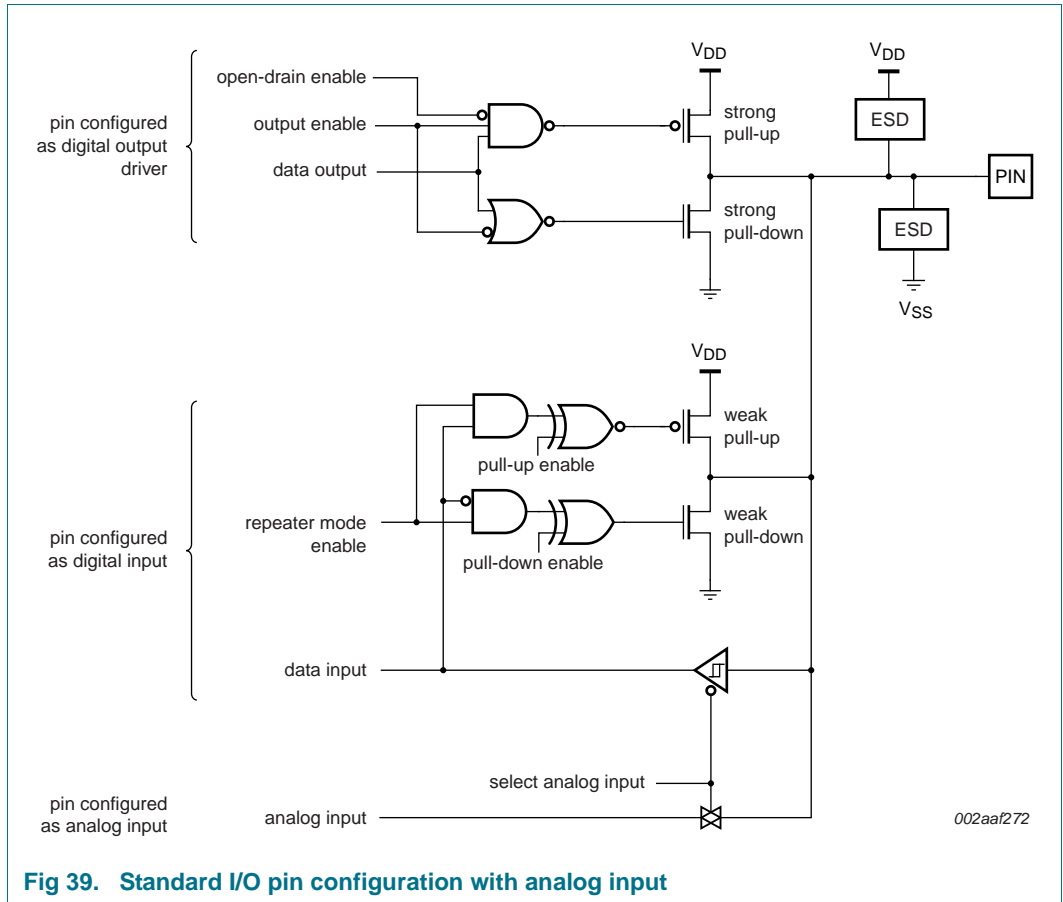 VDD
VDD
open-drain enable
ESD
strong
pull-up
pin configured
as digital output
driver
output enable
data output
PIN
strong
pull-down
ESD
VSS
VDD
weak
pull-up
pull-up enable
repeater mode
enable
pin configured
as digital input
weak
pull-down
pull-down enable
data input
select analog input
pin configured
as analog input
analog input
002aaf272
Fig 39. Standard I/O pin configuration with analog input